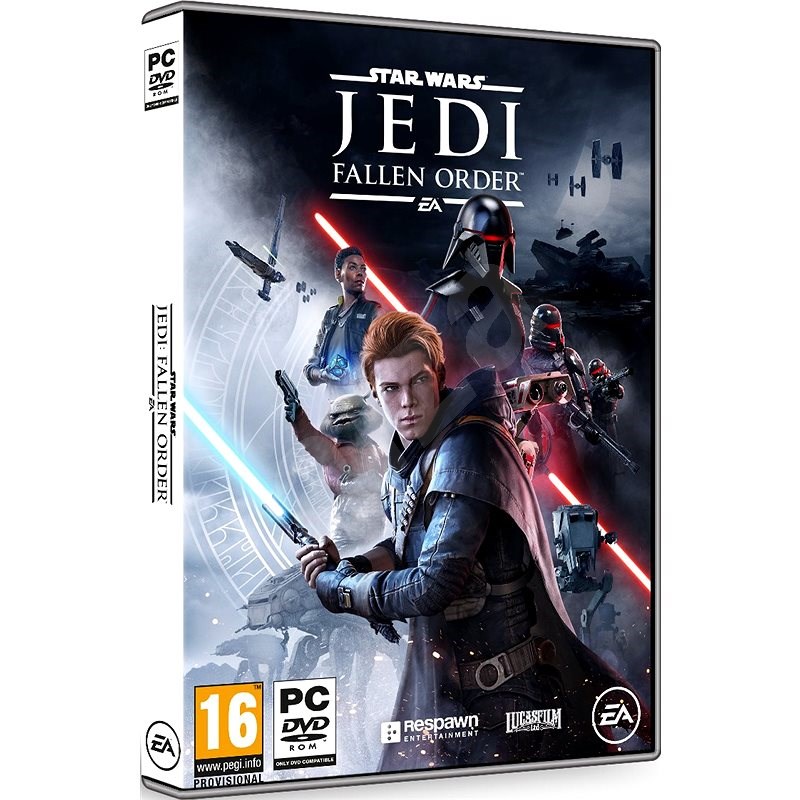 PC
DVD
ROM
STAR WARS
JEDI: FALLEN ORDER
EA
EA
STAR WARS
JEDI
FALLEN ORDER™
EA
16
www.pegi.info
PROVISIONAL
PC
DVD
ROM
ONLY DVD COMPATIBLE
Respawn
ENTERTAINMENT
LUCASFILM
Ltd
EA